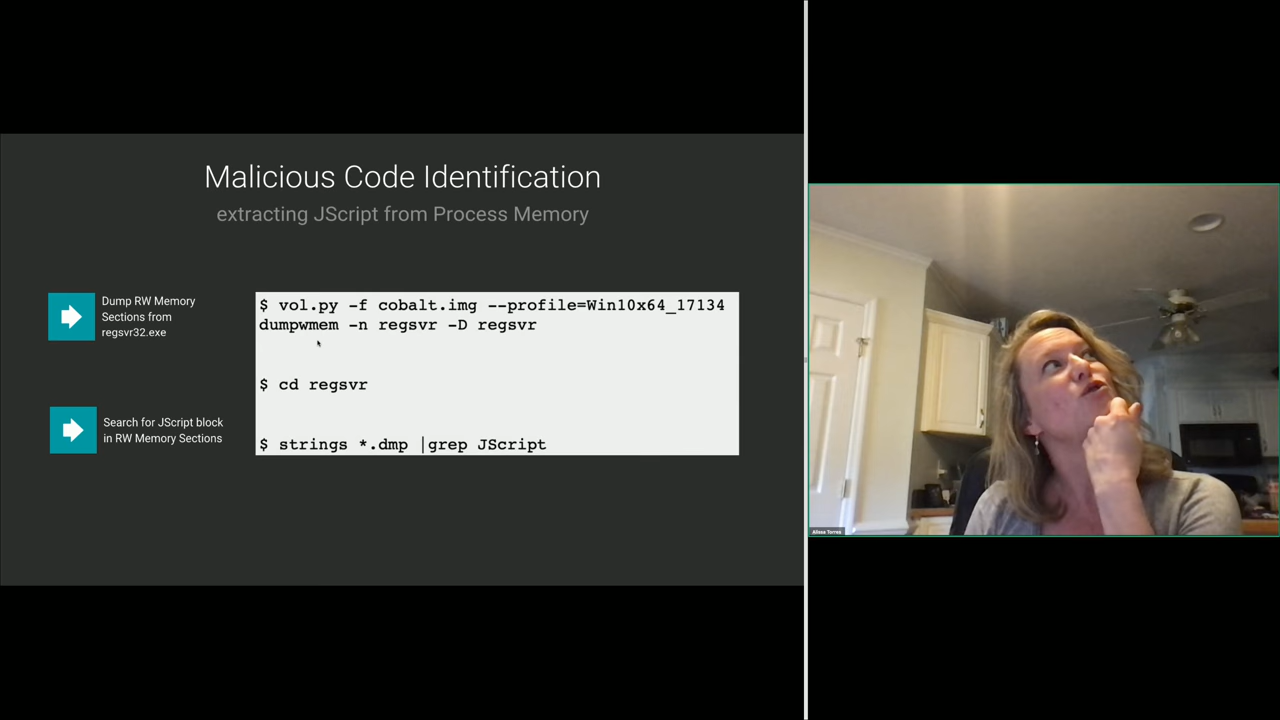 Malicious Code Identification
extracting JScript from Process Memory
Dump RW Memory
Sections from
regsvr32.exe
$ vol.py -f cobalt.img --profile=Win10x64_17134
dumpwmem -n regsvr -D regsvr
$ cd regsvr
Search for JScript block
in RW Memory Sections
$ strings *.dmp |grep JScript
Alissa Torres